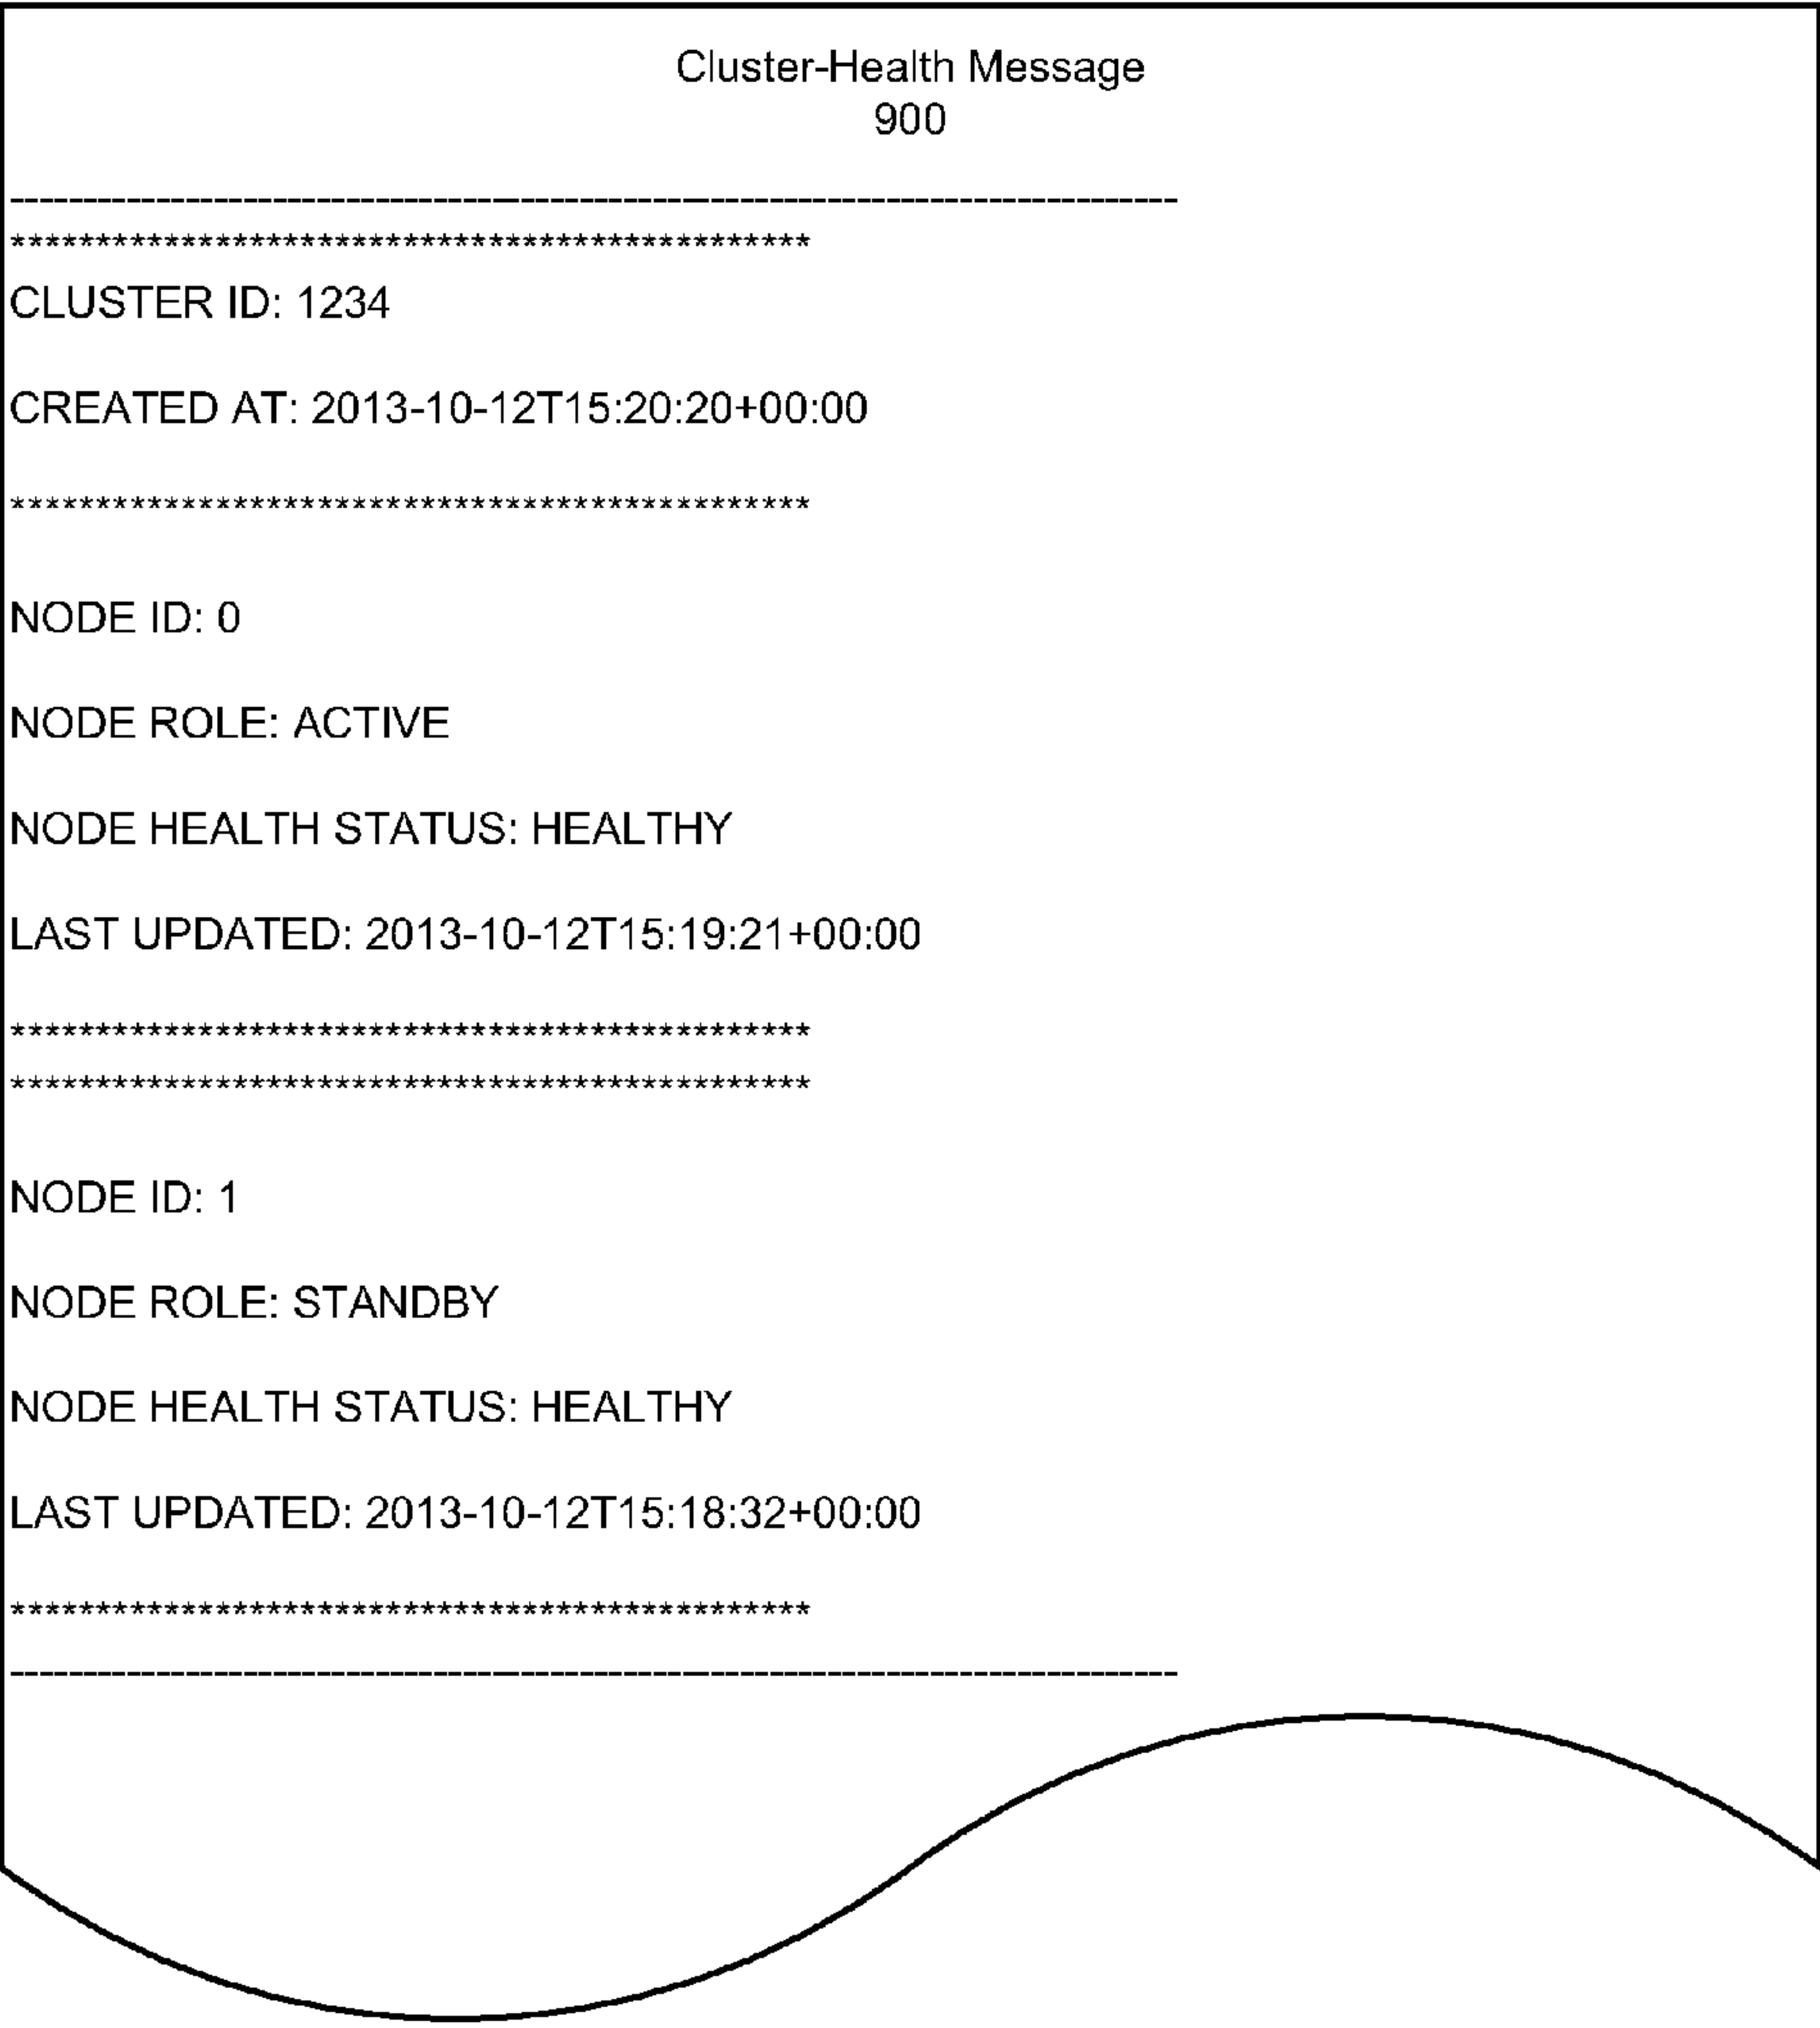 Cluster-Health Message
900
--------------------------------------------------------------------------------
***********************************************
CLUSTER ID: 1234
CREATED AT: 2013-10-12T15:20:20+00:00
***********************************************
NODE ID: 0
NODE ROLE: ACTIVE
NODE HEALTH STATUS: HEALTHY
LAST UPDATED: 2013-10-12T15:19:21+00:00
***********************************************
***********************************************
NODE ID: 1
NODE ROLE: STANDBY
NODE HEALTH STATUS: HEALTHY
LAST UPDATED: 2013-10-12T15:18:32+00:00
***********************************************
--------------------------------------------------------------------------------